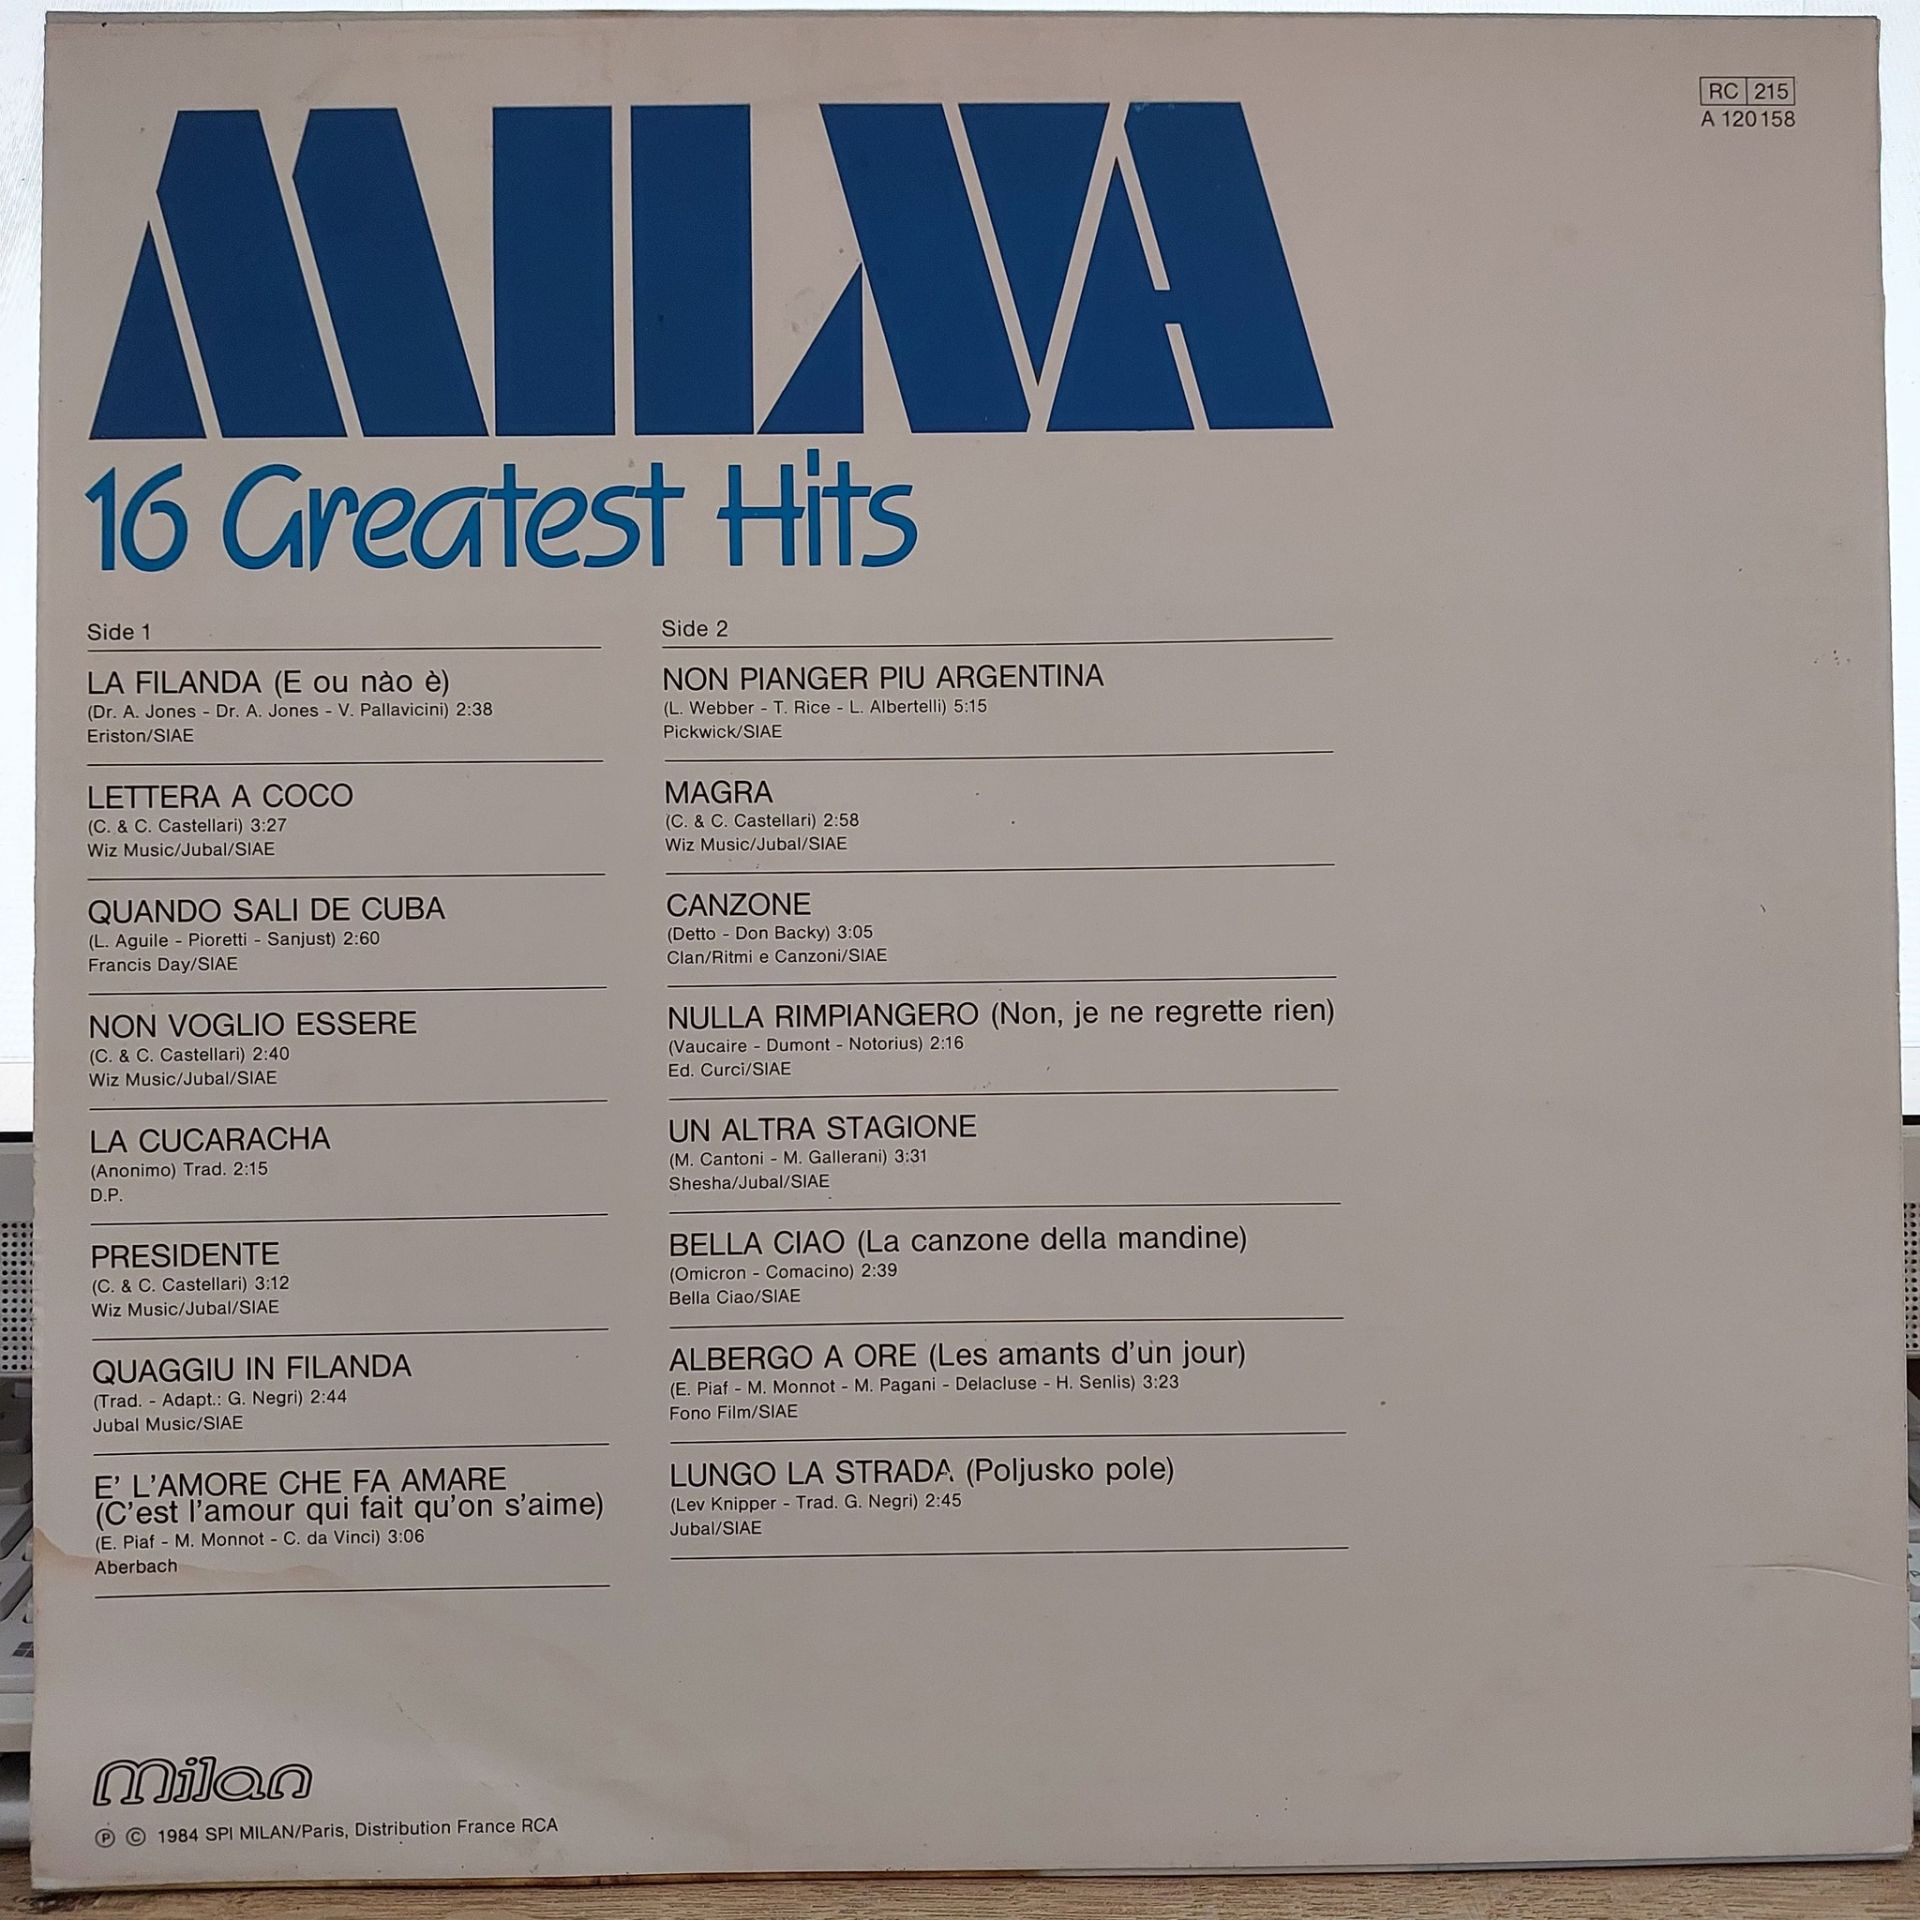 RC 215
A 120158
MILVA
16 Greatest Hits
Side 1
LA FILANDA (E ou nào è)
(Dr. A. Jones - Dr. A. Jones - V. Pallavicini) 2:38
Eriston/SIAE
LETTERA A COCO
(C. & C. Castellari) 3:27
Wiz Music/Jubal/SIAE
QUANDO SALI DE CUBA
(L. Aguile - Pioretti - Sanjust) 2:60
Francis Day/SIAE
NON VOGLIO ESSERE
(C. & C. Castellari) 2:40
Wiz Music/Jubal/SIAE
LA CUCARACHA
(Anonimo) Trad. 2:15
D.P.
PRESIDENTE
(C. & C. Castellari) 3:12
Wiz Music/Jubal/SIAE
QUAGGIU IN FILANDA
(Trad. - Adapt.: G. Negri) 2:44
Jubal Music/SIAE
E' L'AMORE CHE FA AMARE
(C'est l'amour qui fait qu'on s'aime)
(E. Piaf - M. Monnot - C. da Vinci) 3:06
Aberbach
Side 2
NON PIANGER PIU ARGENTINA
(L. Webber - T. Rice - L. Albertelli) 5:15
Pickwick/SIAE
MAGRA
(C. & C. Castellari) 2:58
Wiz Music/Jubal/SIAE
CANZONE
(Detto - Don Backy) 3:05
Clan/Ritmi e Canzoni/SIAE
NULLA RIMPIANGERO (Non, je ne regrette rien)
(Vaucaire - Dumont - Notorius) 2:16
Ed. Curci/SIAE
UN ALTRA STAGIONE
(M. Cantoni - M. Gallerani) 3:31
Shesha/Jubal/SIAE
BELLA CIAO (La canzone della mandine)
(Omicron - Comacino) 2:39
Bella Ciao/SIAE
ALBERGO A ORE (Les amants d'un jour)
(E. Piaf - M. Monnot - M. Pagani - Delacluse - H. Senlis) 3:23
Fono Film/SIAE
LUNGO LA STRADA (Poljusko pole)
(Lev Knipper - Trad. G. Negri) 2:45
Jubal/SIAE
milan
℗ © 1984 SPI MILAN/Paris, Distribution France RCA